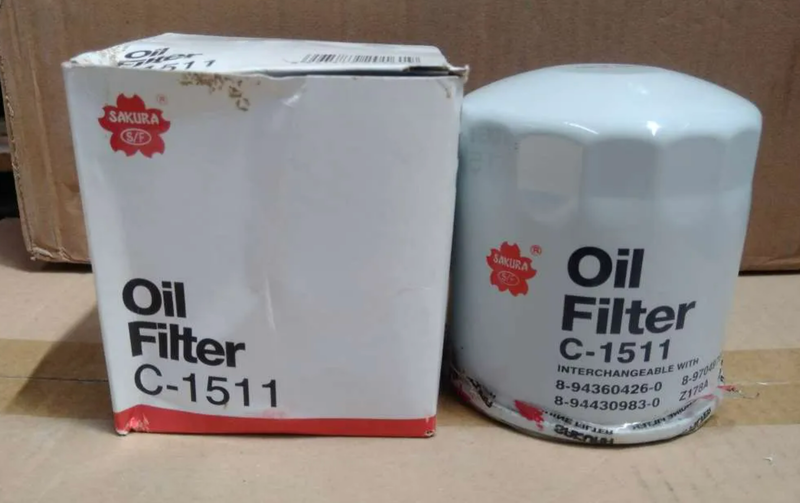 Oil
Filter
1511
SAKURA
®
S/F
Oil
Filter
C-1511
SAKURA
®
S/F
Oil
Filter
C-1511
INTERCHANGEABLE WITH
8-94360426-0
8-94430983-0
Z178A